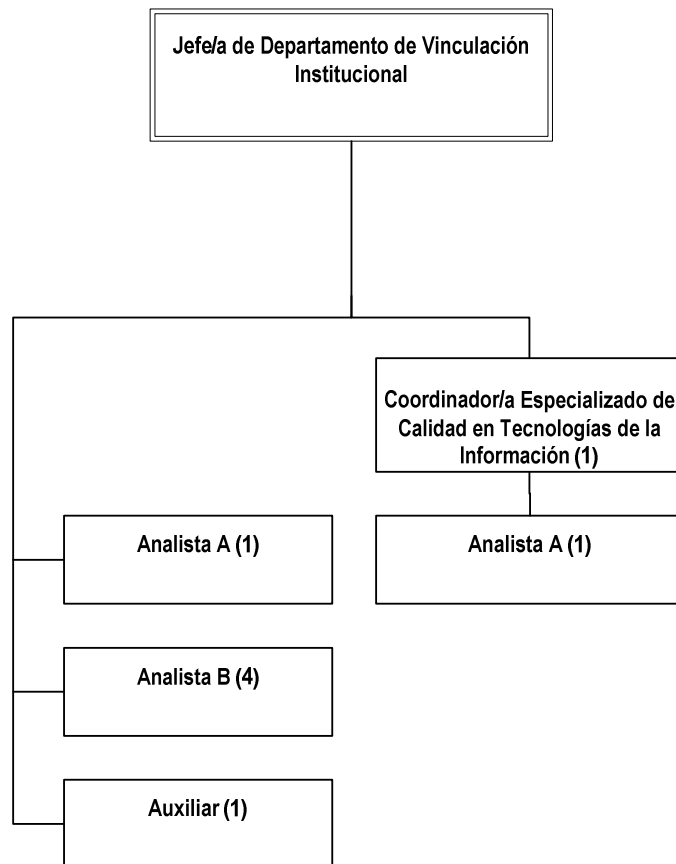 Jefe/a de Departamento de Vinculación
Institucional
Coordinador/a Especializado de
Calidad en Tecnologías de la
Información (1)
Analista A (1)
Analista A (1)
Analista B (4)
Auxiliar (1)